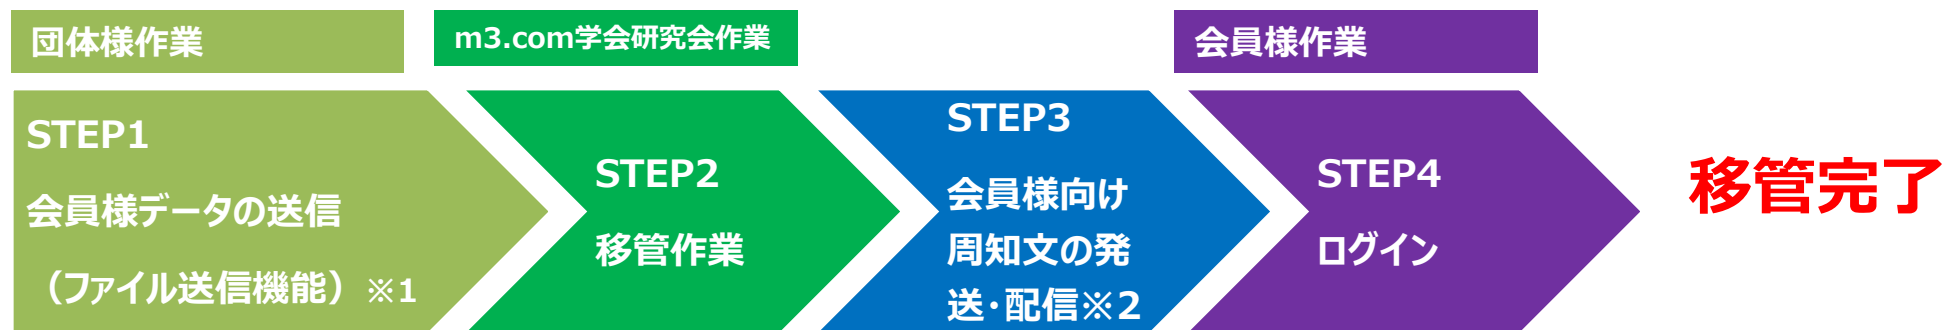 団体様作業
m3.com学会研究会作業
会員様作業
STEP1
会員様データの送信
（ファイル送信機能）※1
STEP2
移管作業
STEP3
会員様向け
周知文の発
送・配信※2
STEP4
ログイン
移管完了